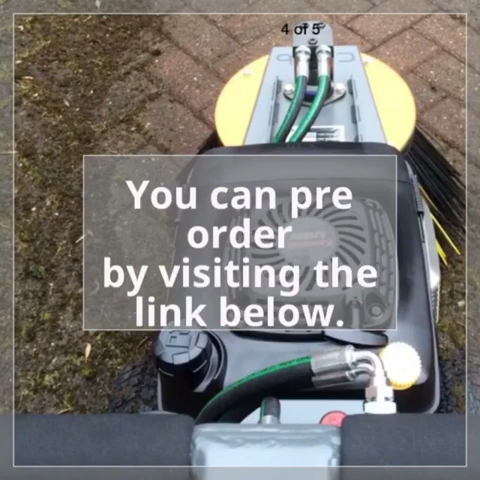 4 of 5
You can pre
order
by visiting the
link below.